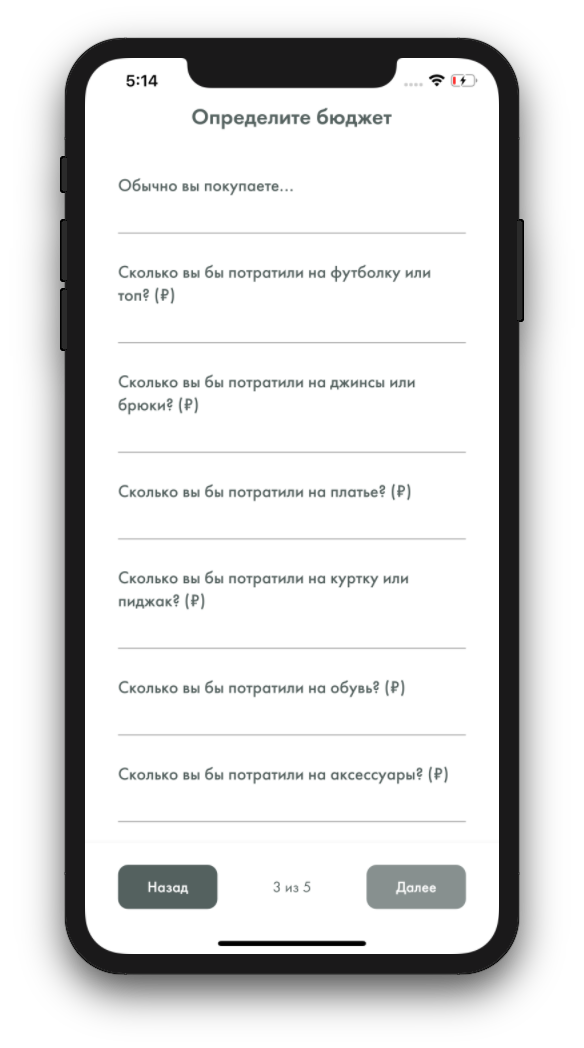 5:14
Определите бюджет
Обычно вы покупаете...
Сколько вы бы потратили на футболку или
топ? (₽)
Сколько вы бы потратили на джинсы или
брюки? (₽)
Сколько вы бы потратили на платье? (₽)
Сколько вы бы потратили на куртку или
пиджак? (₽)
Сколько вы бы потратили на обувь? (₽)
Сколько вы бы потратили на аксессуары? (₽)
Назад
3 из 5
Далее